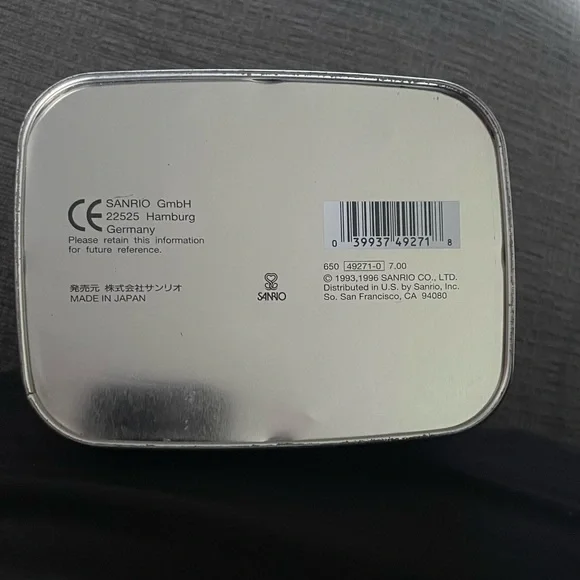 CE
SANRIO GmbH
22525 Hamburg
Germany
Please retain this information
for future reference.
発売元 株式会社サンリオ
MADE IN JAPAN
SANRIO
0 39937 49271 8
650 49271-0 7.00
© 1993,1996 SANRIO CO., LTD.
Distributed in U.S. by Sanrio, Inc.
So. San Francisco, CA 94080